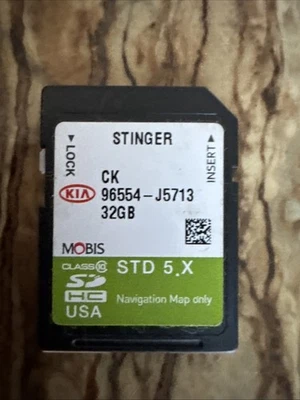 STINGER
LOCK
INSERT
CK
KIA 96554-J5713
32GB
MOBIS
CLASS 10 STD 5.X
SD
HC Navigation Map only
USA